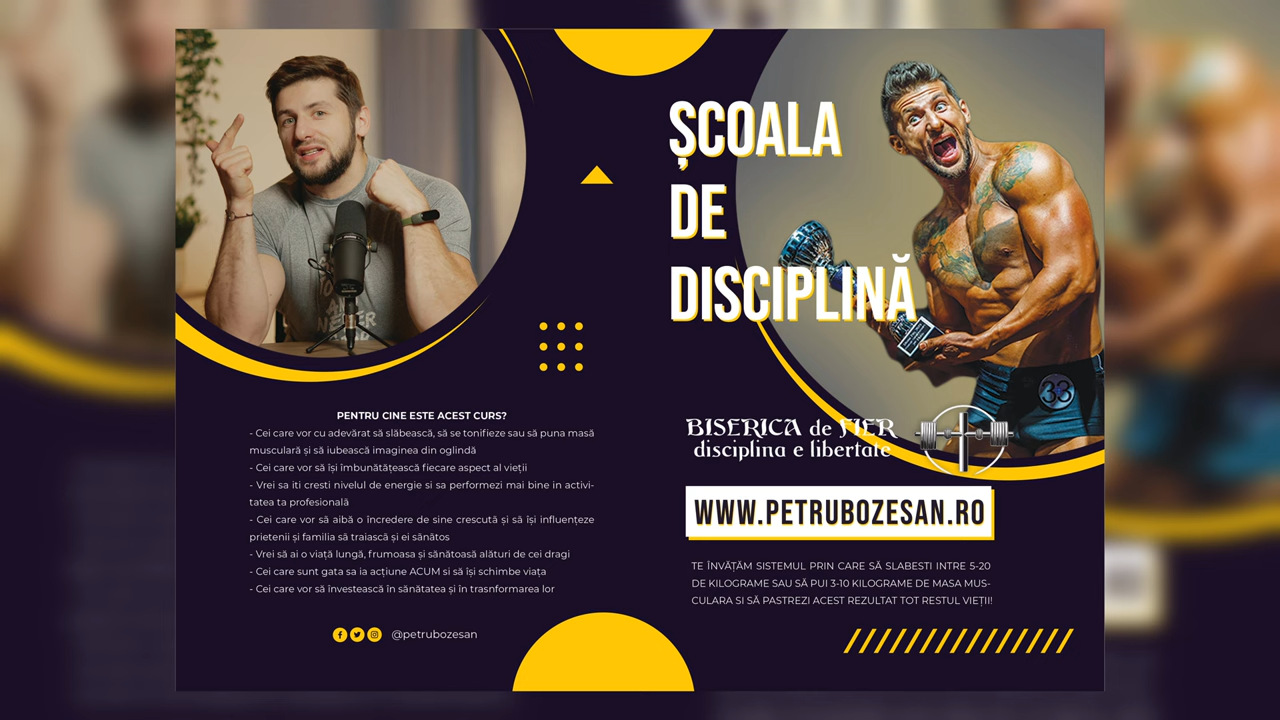 PENTRU CINE ESTE ACEST CURS?
- Cei care vor cu adevărat să slăbească, să se tonifieze sau să puna masă
musculară și să iubească imaginea din oglindă
- Cei care vor să își îmbunătățească fiecare aspect al vieții
- Vrei sa iti cresti nivelul de energie si sa performezi mai bine in activi-
tatea ta profesională
- Cei care vor să aibă o încredere de sine crescută și să își influențeze
prietenii și familia să traiască și ei sănătos
- Vrei să ai o viață lungă, frumoasa și sănătoasă alături de cei dragi
- Cei care sunt gata sa ia acțiune ACUM si să își schimbe viața
- Cei care vor să învestească în sănătatea și în trasnformarea lor
@petrubozesan
ȘCOALA
DE
DISCIPLINĂ
33
BISERICA de FIER
disciplina e libertate
WWW.PETRUBOZESAN.RO
TE ÎNVĂȚĂM SISTEMUL PRIN CARE SĂ SLABESTI INTRE 5-20
DE KILOGRAME SAU SĂ PUI 3-10 KILOGRAME DE MASA MUS-
CULARA SI SĂ PASTREZI ACEST REZULTAT TOT RESTUL VIEȚII!